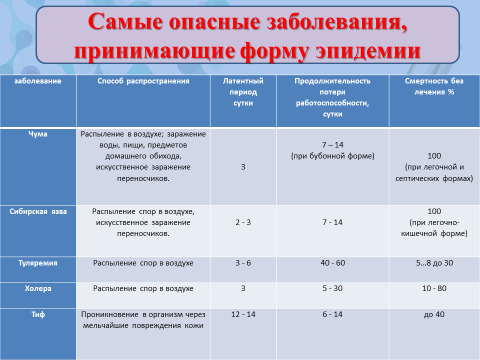 Самые опасные заболевания,
принимающие форму эпидемии
заболевание
Способ распространения
Латентный
период
сутки
Продолжительность
потери
работоспособности,
сутки
Смертность без
лечения %
Чума
Распыление в воздухе; заражение
воды, пищи, предметов
домашнего обихода,
искусственное заражение
переносчиков.
3
7 – 14
(при бубонной форме)
100
(при легочной и
септических формах)
Сибирская язва
Распыление спор в воздухе,
искусственное заражение
переносчиков.
2 - 3
7 - 14
100
(при легочно-
кишечной форме)
Туляремия
Распыление спор в воздухе
3 - 6
40 - 60
5…8 до 30
Холера
Распыление спор в воздухе
3
5 - 30
10 - 80
Тиф
Проникновение в организм через
мельчайшие повреждения кожи
12 - 14
6 - 14
до 40